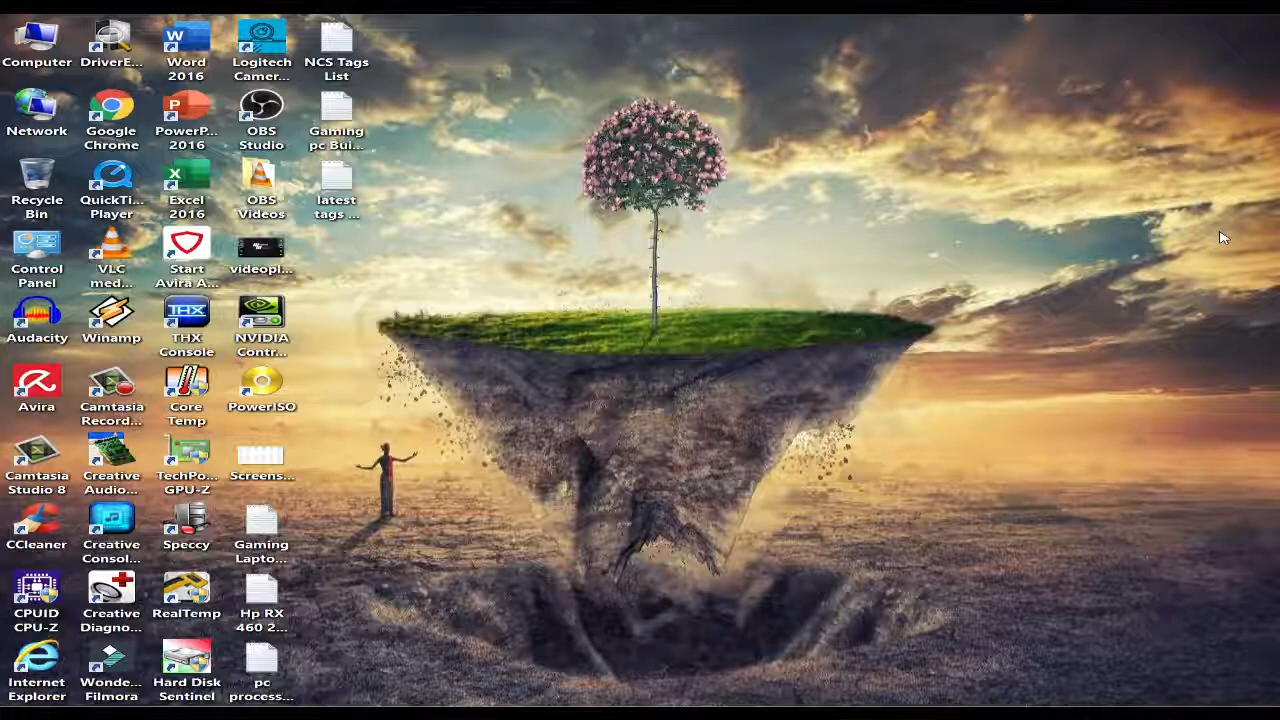 Computer
DriverE...
Word
2016
Logitech
Camer...
NCS Tags
List
Network
Google
Chrome
PowerP...
2016
OBS
Studio
Gaming
pc Bui...
Recycle
Bin
QuickTi...
Player
Excel
2016
OBS
Videos
latest
tags ...
Control
Panel
VLC
med...
Start
Avira A...
videopl...
Audacity
Winamp
THX
THX
Console
NVIDIA
Contr...
Avira
Camtasia
Record...
Core
Temp
PowerISO
Camtasia
Studio 8
Creative
Audio...
TechPo...
GPU-Z
Screens...
CCleaner
Creative
Consol...
Speccy
Gaming
Lapto...
CPUID
CPU-Z
Creative
Diagno...
RealTemp
Hp RX
460 2...
Internet
Explorer
Wonde...
Filmora
Hard Disk
Sentinel
pc
process...